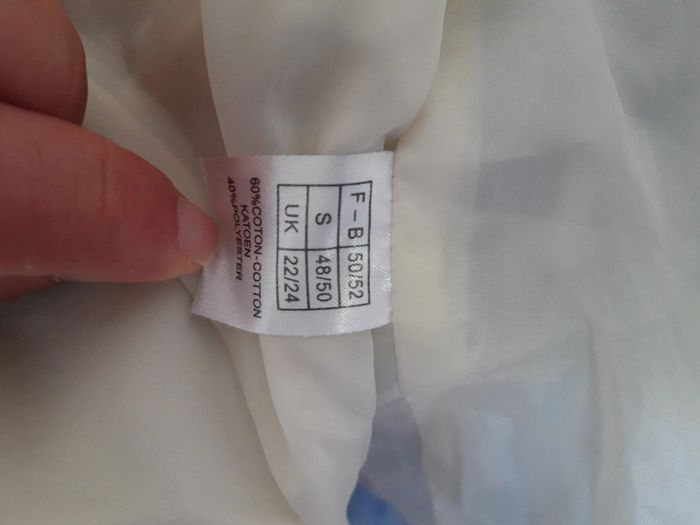 F - B 50/52
S 48/50
UK 22/24
60%COTON-COTTON
KATOEN
40%POLYESTER